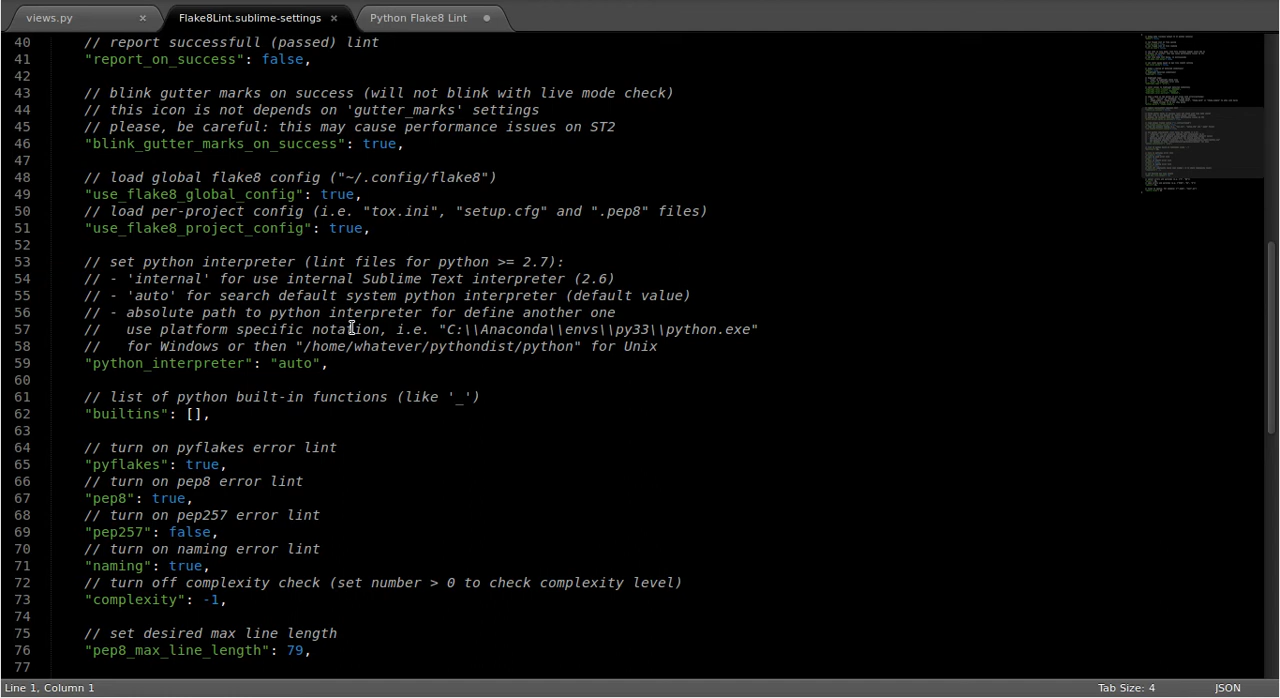 views.py × Flake8Lint.sublime-settings × Python Flake8 Lint
40 // report successfull (passed) lint
41 "report_on_success": false,
42
43 // blink gutter marks on success (will not blink with live mode check)
44 // this icon is not depends on 'gutter_marks' settings
45 // please, be careful: this may cause performance issues on ST2
46 "blink_gutter_marks_on_success": true,
47
48 // load global flake8 config ("~/.config/flake8")
49 "use_flake8_global_config": true,
50 // load per-project config (i.e. "tox.ini", "setup.cfg" and ".pep8" files)
51 "use_flake8_project_config": true,
52
53 // set python interpreter (lint files for python >= 2.7):
54 // - 'internal' for use internal Sublime Text interpreter (2.6)
55 // - 'auto' for search default system python interpreter (default value)
56 // - absolute path to python interpreter for define another one
57 //   use platform specific notation, i.e. "C:\\Anaconda\\envs\\py33\\python.exe"
58 //   for Windows or then "/home/whatever/pythondist/python" for Unix
59 "python_interpreter": "auto",
60
61 // list of python built-in functions (like '_')
62 "builtins": [],
63
64 // turn on pyflakes error lint
65 "pyflakes": true,
66 // turn on pep8 error lint
67 "pep8": true,
68 // turn on pep257 error lint
69 "pep257": false,
70 // turn on naming error lint
71 "naming": true,
72 // turn off complexity check (set number > 0 to check complexity level)
73 "complexity": -1,
74
75 // set desired max line length
76 "pep8_max_line_length": 79,
77
Line 1, Column 1 Tab Size: 4 JSON